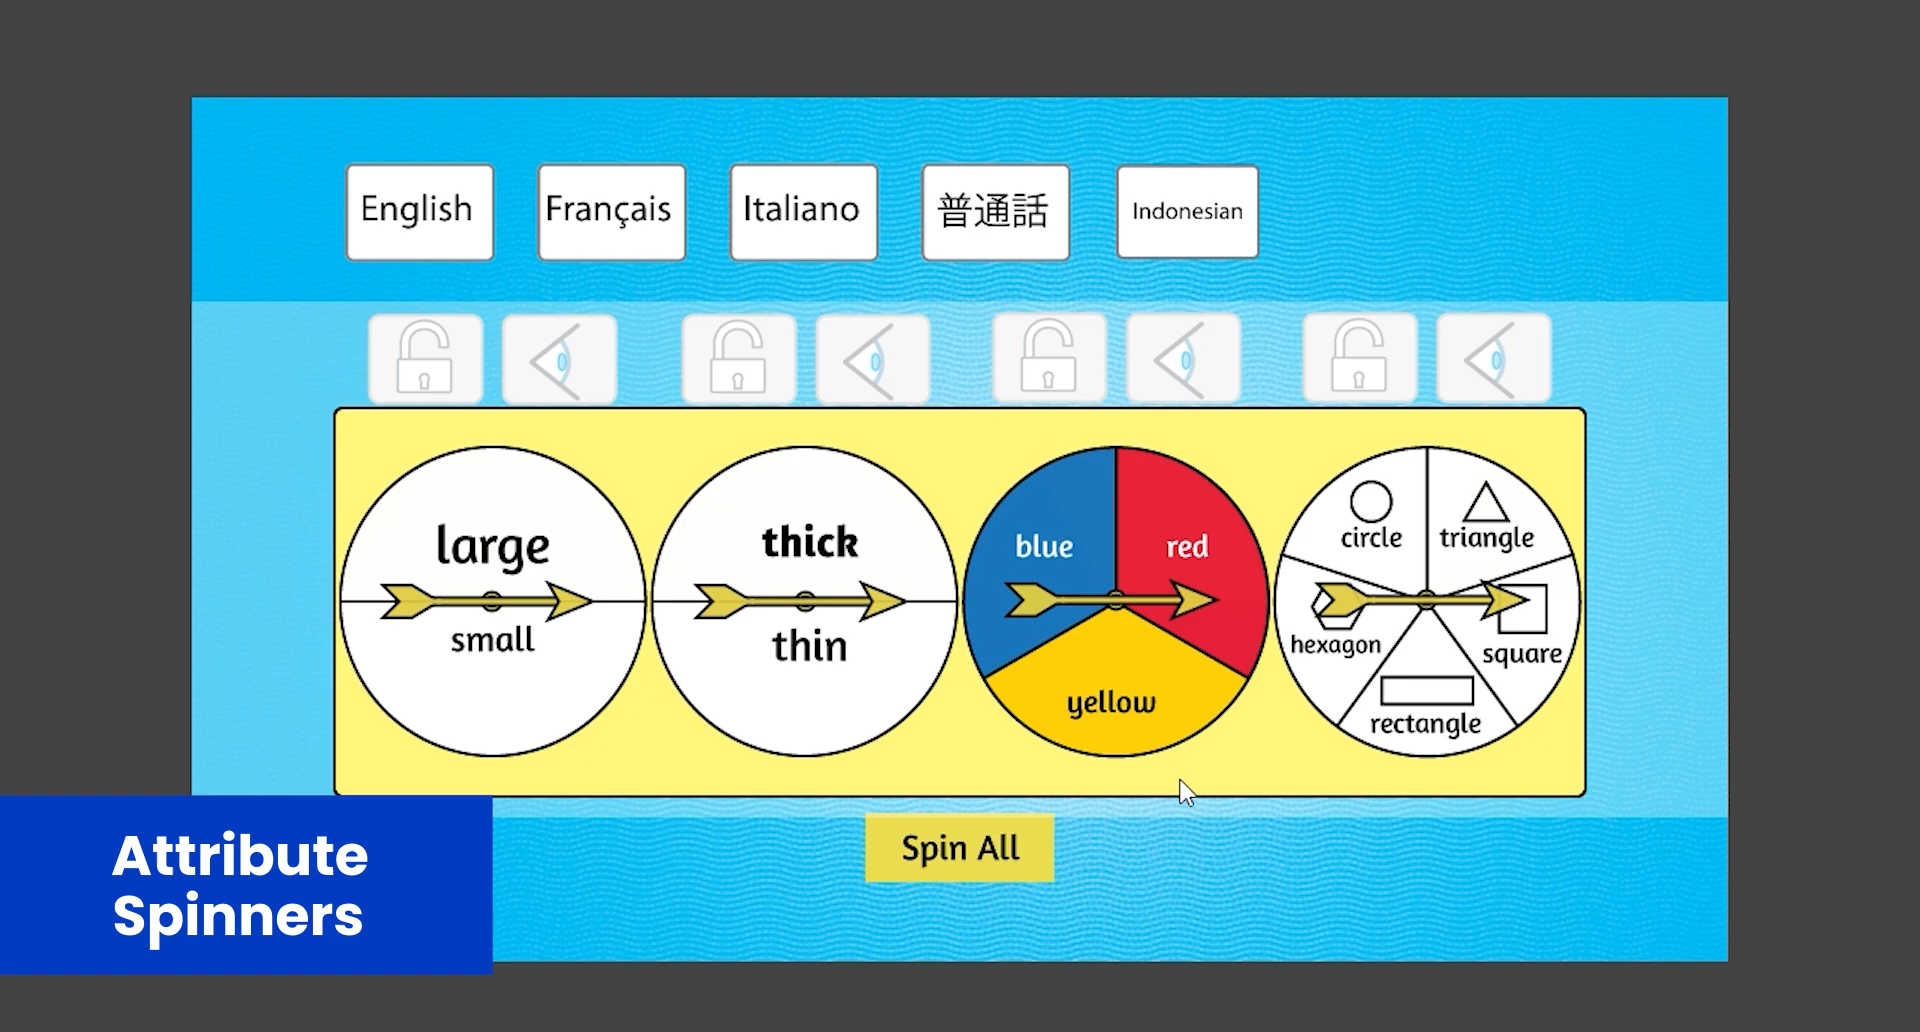 English
Français
Italiano
普通話
Indonesian
large
small
thick
thin
blue
red
yellow
circle
triangle
hexagon
square
rectangle
Spin All
Attribute
Spinners